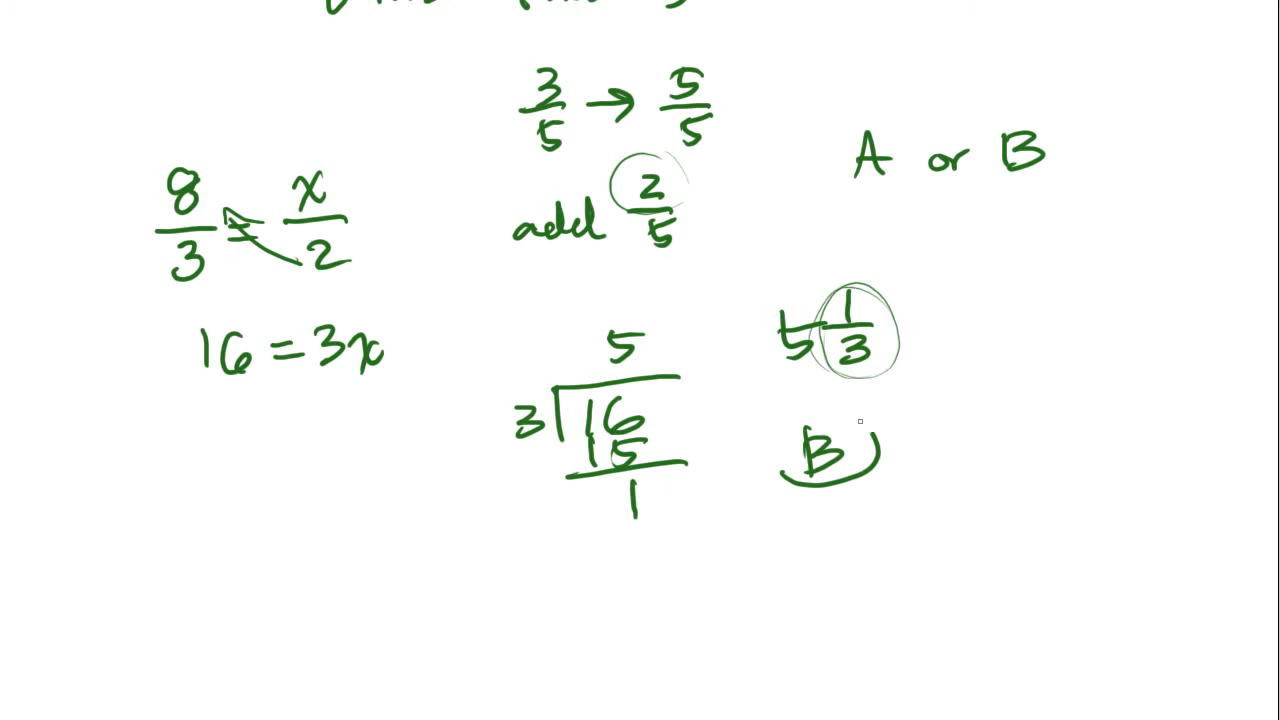 3/5 → 5/5
A or B
8/3 = x/2
add 2/5
16 = 3x
5
3 16
15
1
5 1/3
B